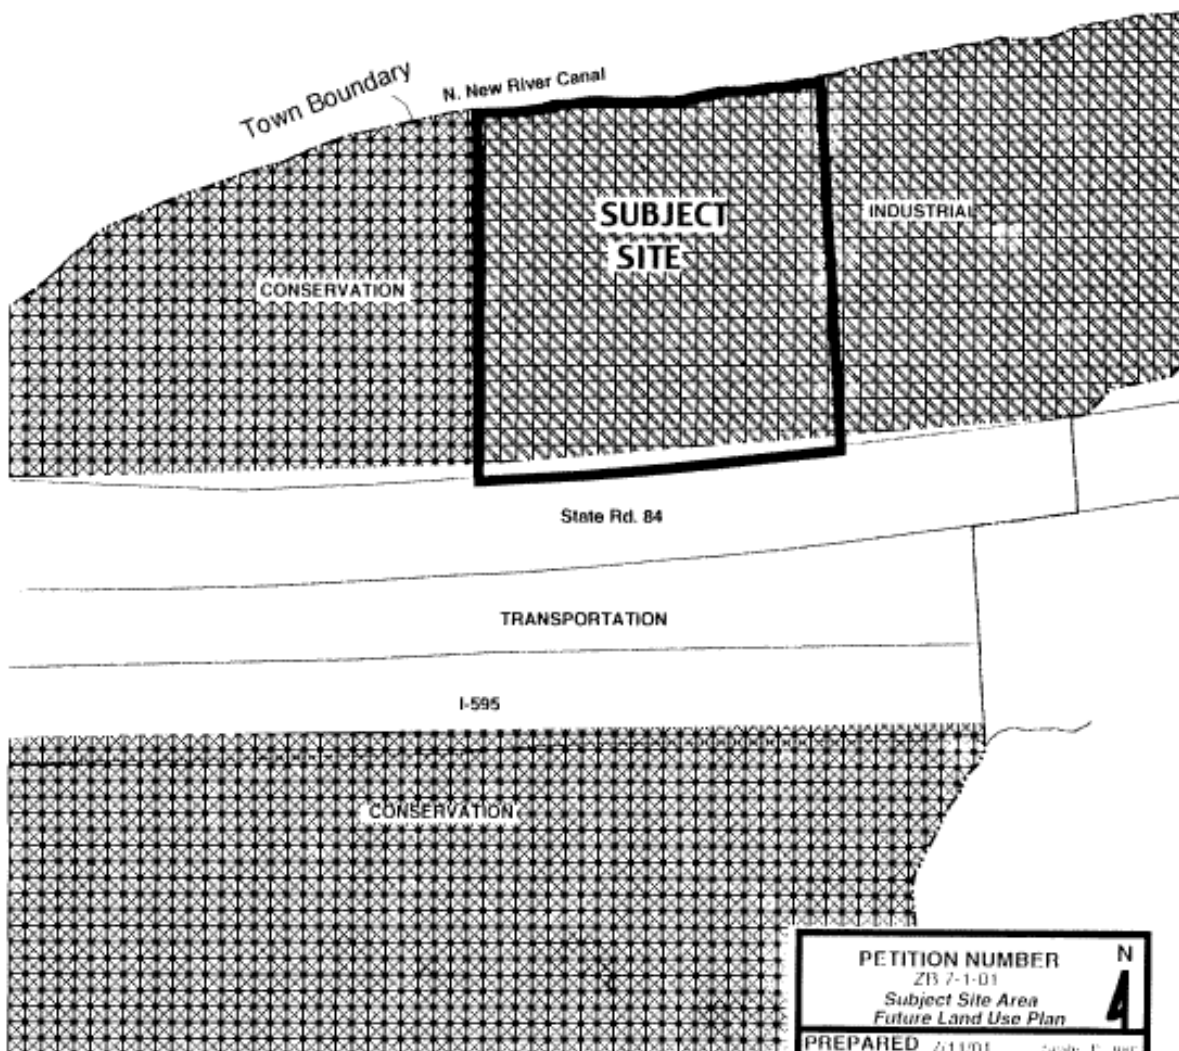 Town Boundary
N. New River Canal
SUBJECT
SITE
INDUSTRIAL
CONSERVATION
State Rd. 84
TRANSPORTATION
I-595
CONSERVATION
PETITION NUMBER
N
ZB 7-1-01
Subject Site Area
Future Land Use Plan
PREPARED